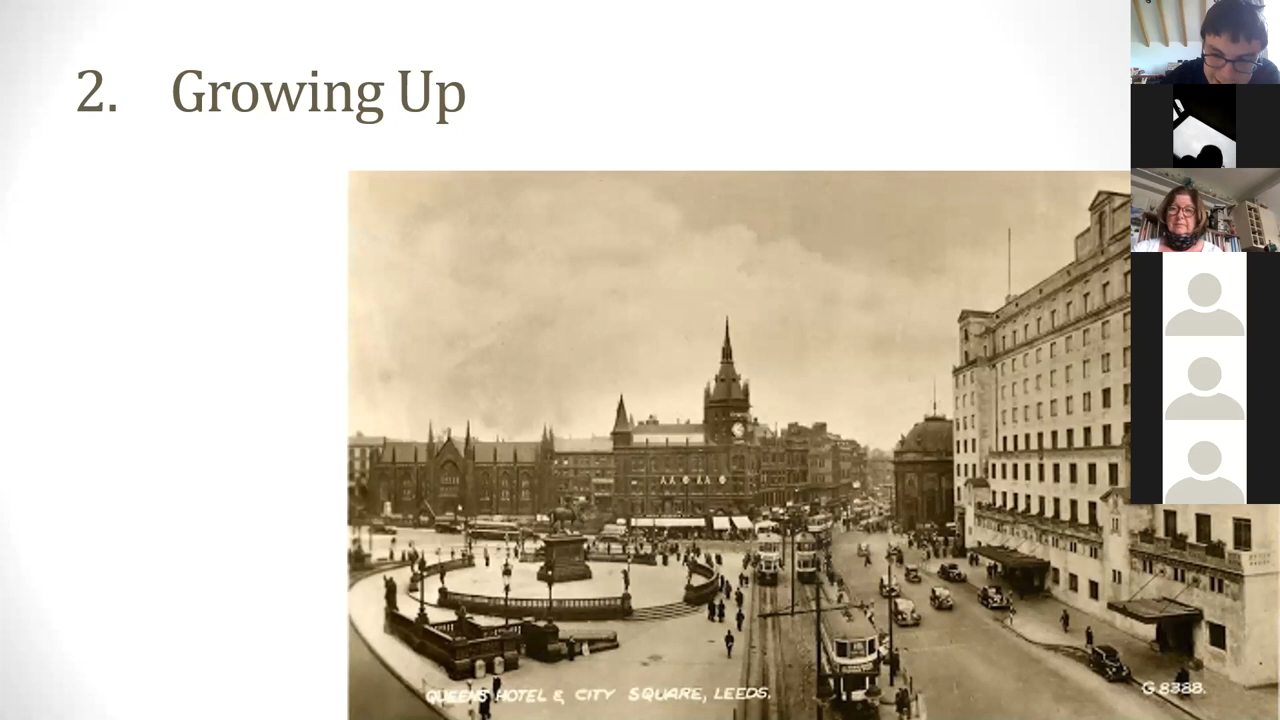 2. Growing Up
QUEENS HOTEL & CITY SQUARE, LEEDS.
G 8388.